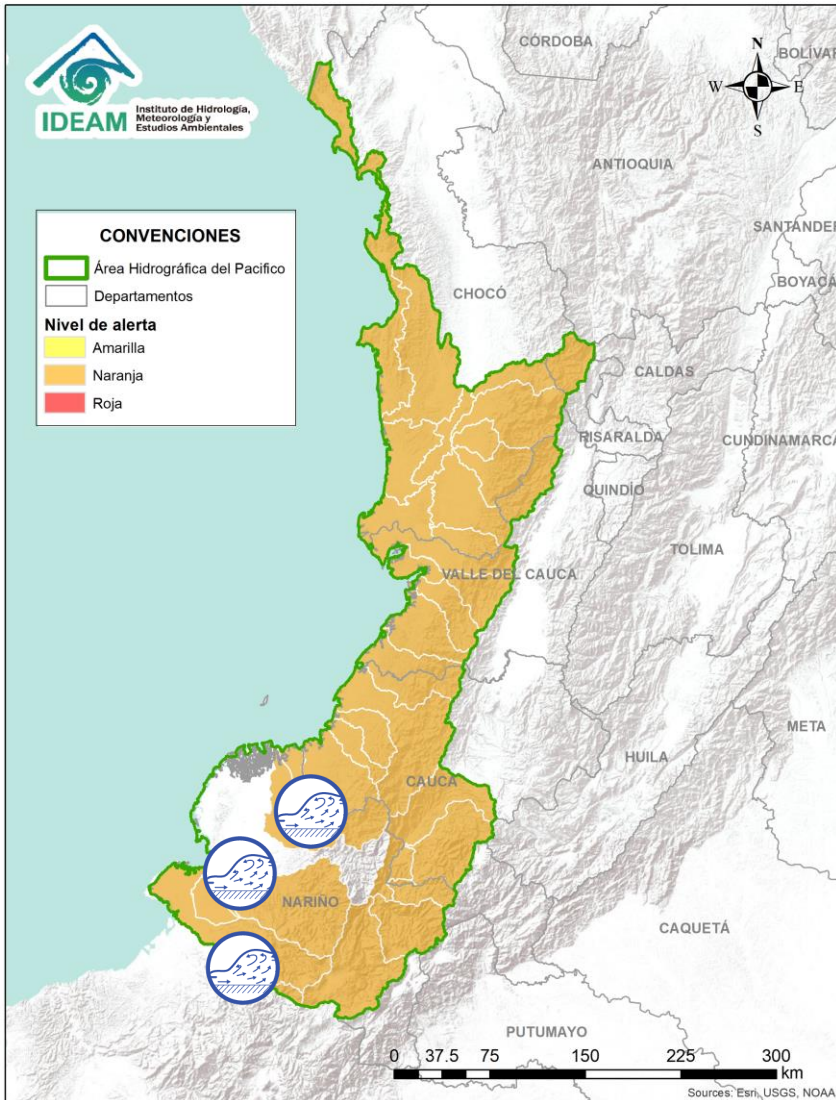 IDEAM
Instituto de Hidrología,
Meteorología y
Estudios Ambientales
N
W
E
S
CÓRDOBA
BOLÍVAR
ANTIOQUIA
SANTANDER
BOYACÁ
CHOCÓ
CALDAS
RISARALDA
CUNDINAMARCA
QUINDÍO
TOLIMA
VALLE DEL CAUCA
META
HUILA
CAUCA
NARIÑO
CAQUETÁ
PUTUMAYO
CONVENCIONES
Área Hidrográfica del Pacifico
Departamentos
Nivel de alerta
Amarilla
Naranja
Roja
0 37.5 75 150 225 300
km
Sources: Esri, USGS, NOAA